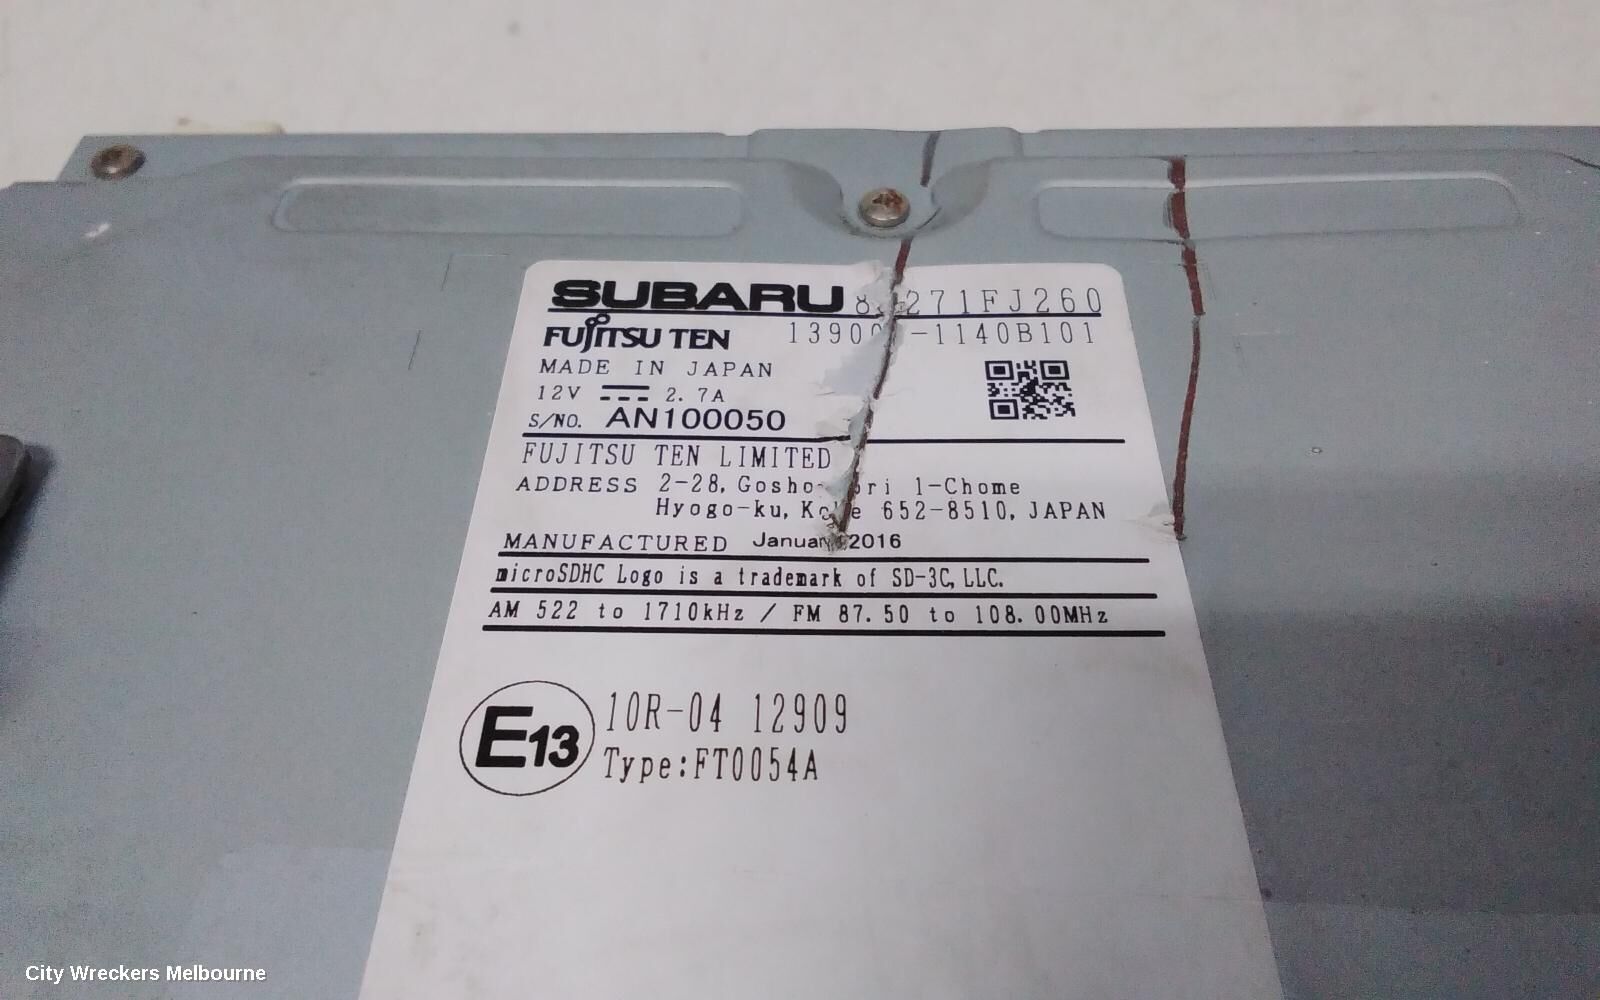 SUBARU
FUJITSU TEN
MADE IN JAPAN
12V 2.7A
S/NO. AN100050
FUJITSU TEN LIMITED
ADDRESS 2-28, 1-Chome
Hyogo-ku, 652-8510, JAPAN
MANUFACTURED January 2016
microSDHC Logo is a trademark of SD-3C, LLC.
AM 522 to 1710kHz / FM 87.50 to 108.00MHz
E13 10R-04 12909
Type:FT0054A
City Wreckers Melbourne